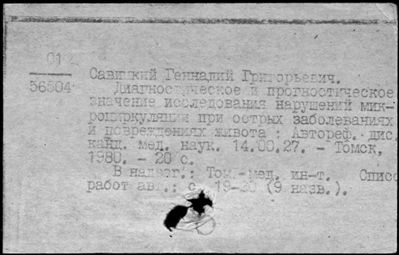 01
56504
Савицкий Геннадий Григорьевич.
Диагностическое и прогностическое
значение исследования нарушений мик-
роциркуляции при острых заболеваниях
и повреждениях живота : Автореф. дис.
канд. мед. наук. 14.00.27. - Томск,
1980. - 20 с.
В надзаг.: Том. мед. ин-т. Списо
работ авт.: с. 19-20 (9 назв.).